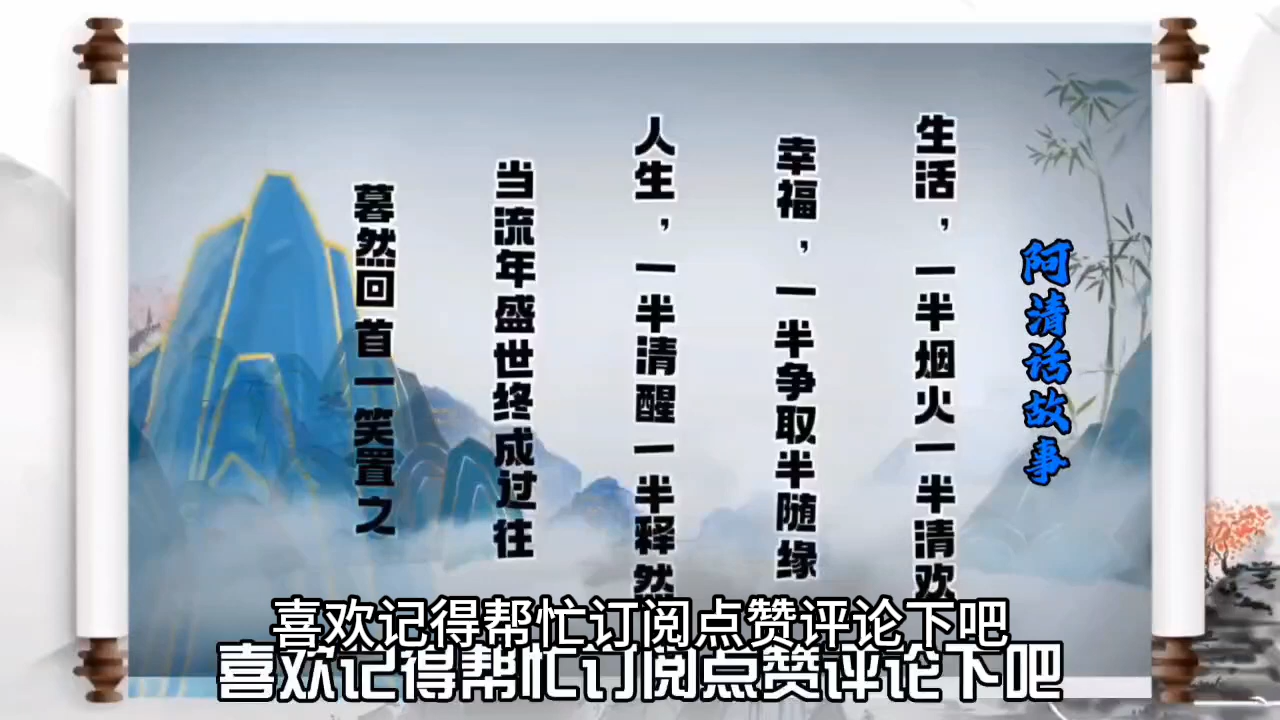 阿清话故事
生活，一半烟火一半清欢
幸福，一半争取半随缘
人生，一半清醒一半释然
当流年盛世终成过往
暮然回首一笑置之
喜欢记得帮忙订阅点赞评论下吧
喜欢记得帮忙订阅点赞评论下吧